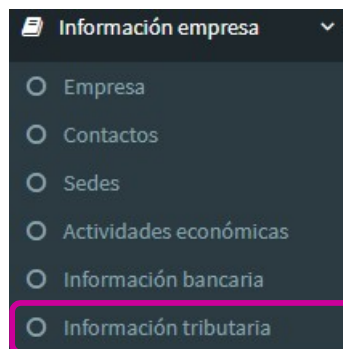 Información empresa
Empresa
Contactos
Sedes
Actividades económicas
Información bancaria
Información tributaria